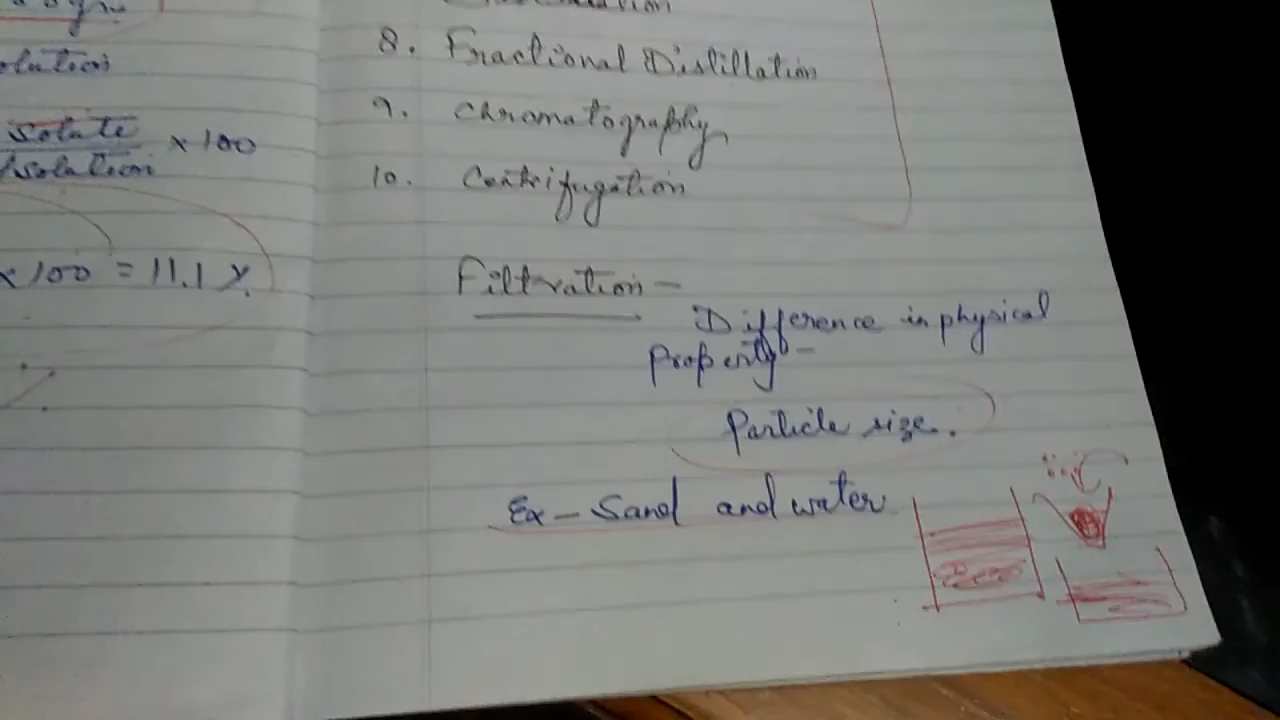 olution
solute
solution × 100
× 100 = 11.1 %
8. Fractional Distillation
9. Chromatography
10. Centrifugation
Filtration –
Difference in physical
Property –
Particle size.
Ex – Sand and water